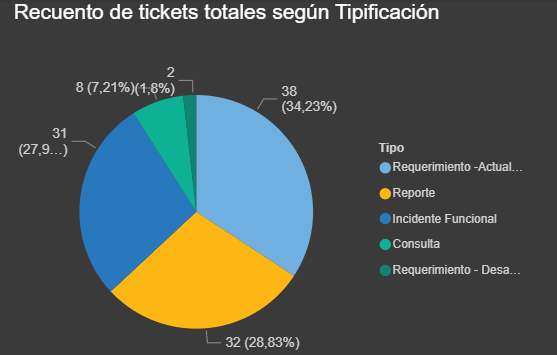 Recuento de tickets totales según Tipificación
2
8 (7,21%)
(1,8%)
38
(34,23%)
31
(27,9…)
32 (28,83%)
Tipo
Requerimiento -Actual…
Reporte
Incidente Funcional
Consulta
Requerimiento - Desa…